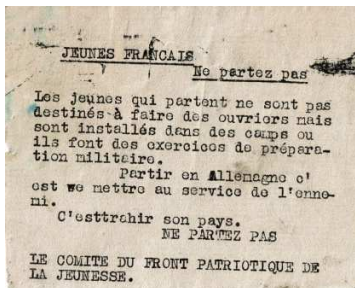 JEUNES FRANCAIS
Ne partez pas
Les jeunes qui partent ne sont pas
destinés à faire des ouvriers mais
sont installés dans des camps ou
ils font des exercices de prépara-
tion militaire.
Partir en Allemagne c'
est we mettre au service de l'enne-
mi.
C'esttrahir son pays.
NE PARTEZ PAS
LE COMITE DU FRONT PATRIOTIQUE DE
LA JEUNESSE.